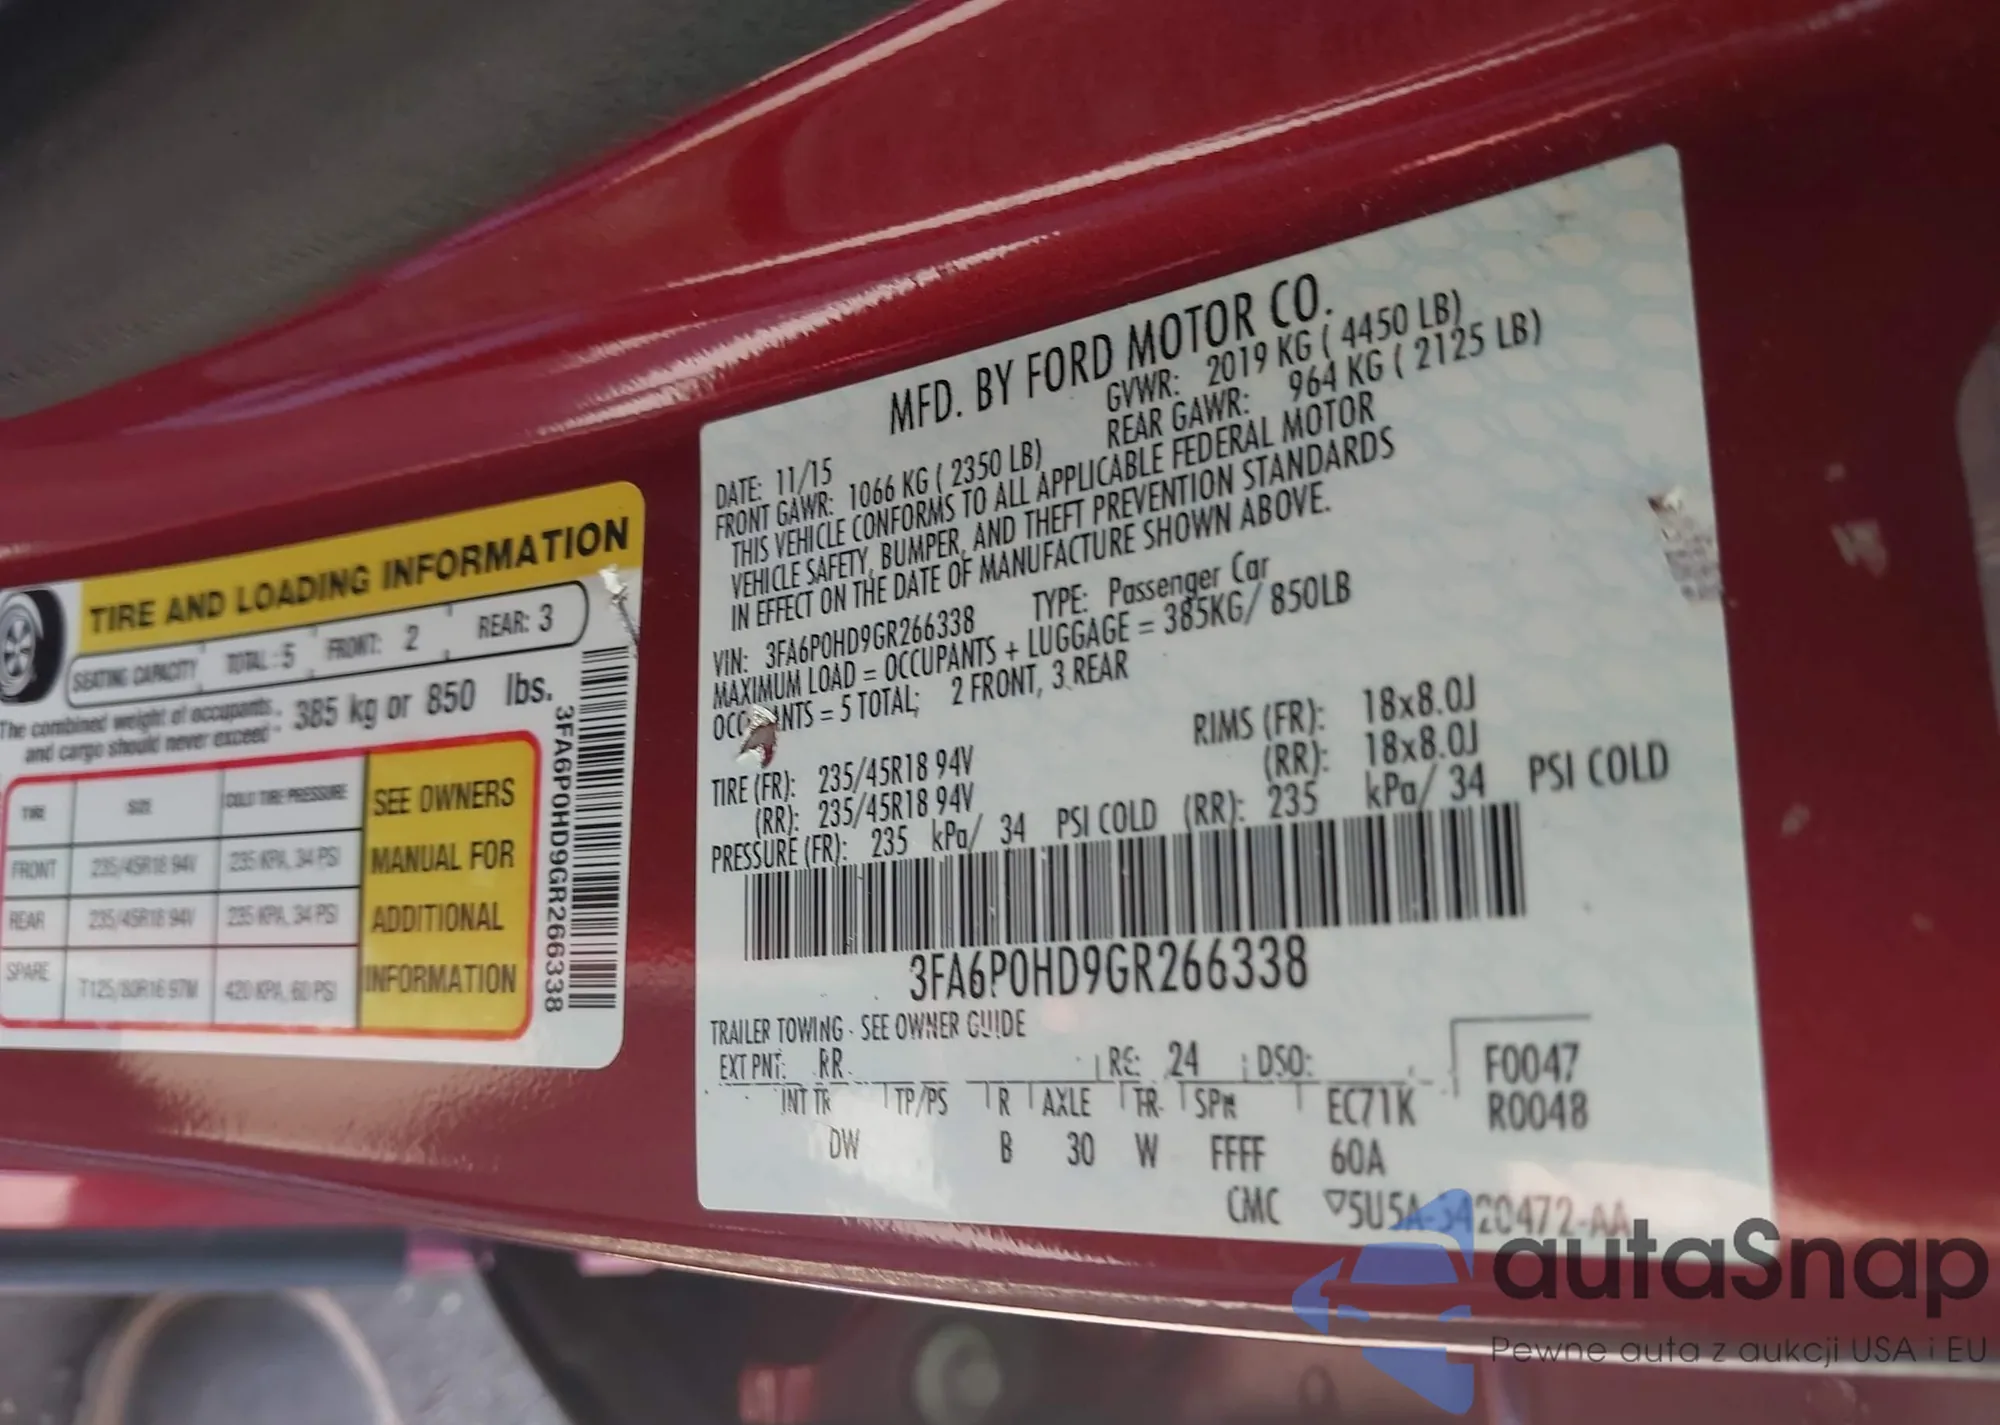 TIRE AND LOADING INFORMATION
SEATING CAPACITY TOTAL : 5 FRONT: 2 REAR: 3
The combined weight of occupants and cargo should never exceed 385 kg or 850 lbs.
TIRE SIZE COLD TIRE PRESSURE
FRONT 235/45R18 94V 235 KPA, 34 PSI
REAR 235/45R18 94V 235 KPA, 34 PSI
SPARE T125/80R16 97M 420 KPA, 60 PSI
SEE OWNERS
MANUAL FOR
ADDITIONAL
INFORMATION
3FA6P0HD9GR266338
MFD. BY FORD MOTOR CO.
DATE: 11/15 GVWR: 2019 KG ( 4450 LB)
FRONT GAWR: 1066 KG ( 2350 LB) REAR GAWR: 964 KG ( 2125 LB)
THIS VEHICLE CONFORMS TO ALL APPLICABLE FEDERAL MOTOR
VEHICLE SAFETY, BUMPER, AND THEFT PREVENTION STANDARDS
IN EFFECT ON THE DATE OF MANUFACTURE SHOWN ABOVE.
VIN: 3FA6P0HD9GR266338 TYPE: Passenger Car
MAXIMUM LOAD = OCCUPANTS + LUGGAGE = 385KG/ 850LB
= 5 TOTAL; 2 FRONT, 3 REAR
RIMS (FR): 18x8.0J
TIRE (FR): 235/45R18 94V (RR): 18x8.0J
(RR): 235/45R18 94V
PRESSURE (FR): 235 kPa/ 34 PSI COLD (RR): 235 kPa/ 34 PSI COLD
3FA6P0HD9GR266338
TRAILER TOWING - SEE OWNER GUIDE
EXT PNT: RR RC: 24 DSO: F0047
INT TR TP/PS R AXLE TR SPR EC71K R0048
DW B 30 W FFFF 60A
CMC
autaSnap
Pewne auta z aukcji USA i EU